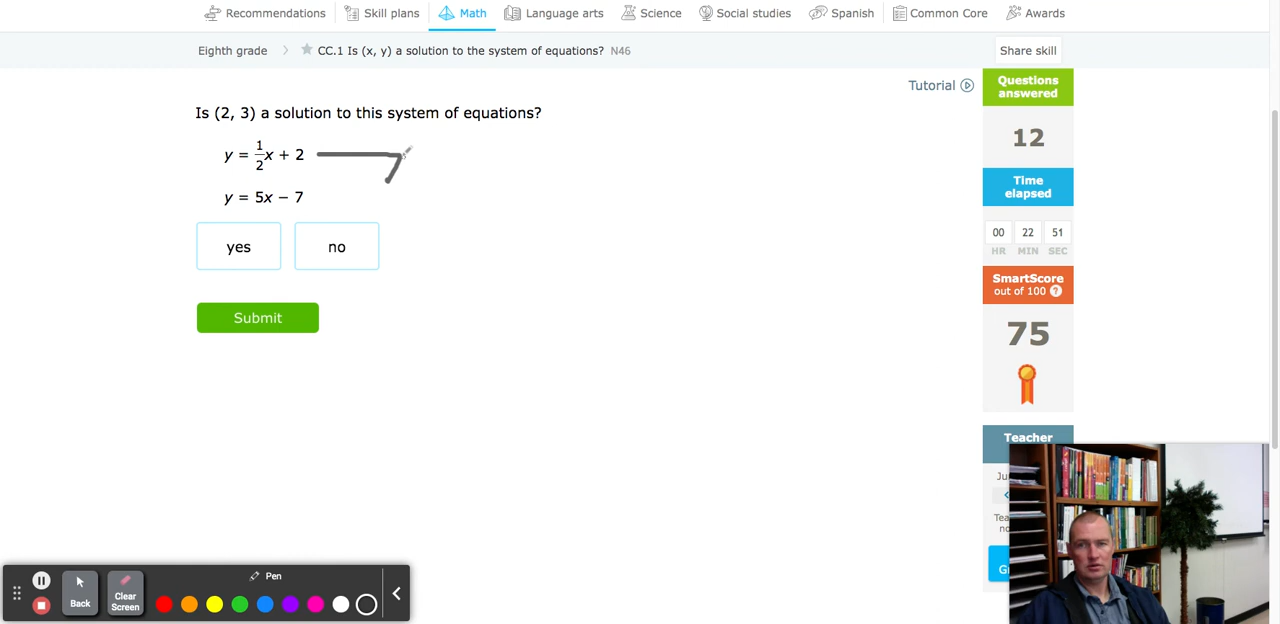 Recommendations Skill plans Math Language arts Science Social studies Spanish Common Core Awards
Eighth grade > CC.1 Is (x, y) a solution to the system of equations? N46 Share skill
Tutorial
Questions answered
12
Is (2, 3) a solution to this system of equations?
y = 1/2x + 2
y = 5x − 7
yes no
Submit
Time elapsed
00 22 51
HR MIN SEC
SmartScore
out of 100 ?
75
Teacher
Ju
Tea
no
G
Pen
Back
Clear Screen